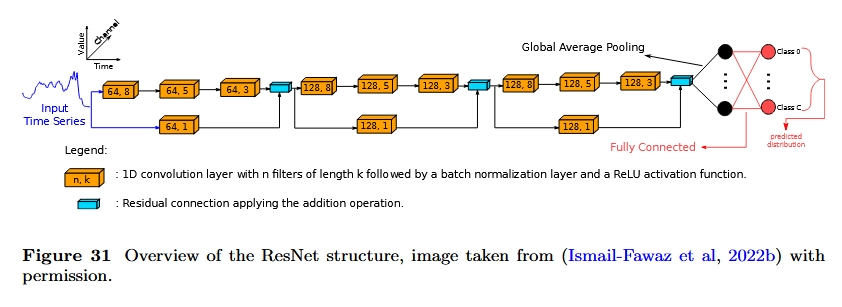 Value
channel
Time
Global Average Pooling
Class 0
64, 8
64, 5
64, 3
128, 8
128, 5
128, 3
128, 8
128, 5
128, 3
Input
Time Series
64, 1
128, 1
128, 1
Class C
predicted
distribution
Fully Connected
Legend:
n, k : 1D convolution layer with n filters of length k followed by a batch normalization layer and a ReLU activation function.
: Residual connection applying the addition operation.
Figure 31 Overview of the ResNet structure, image taken from (Ismail-Fawaz et al, 2022b) with
permission.